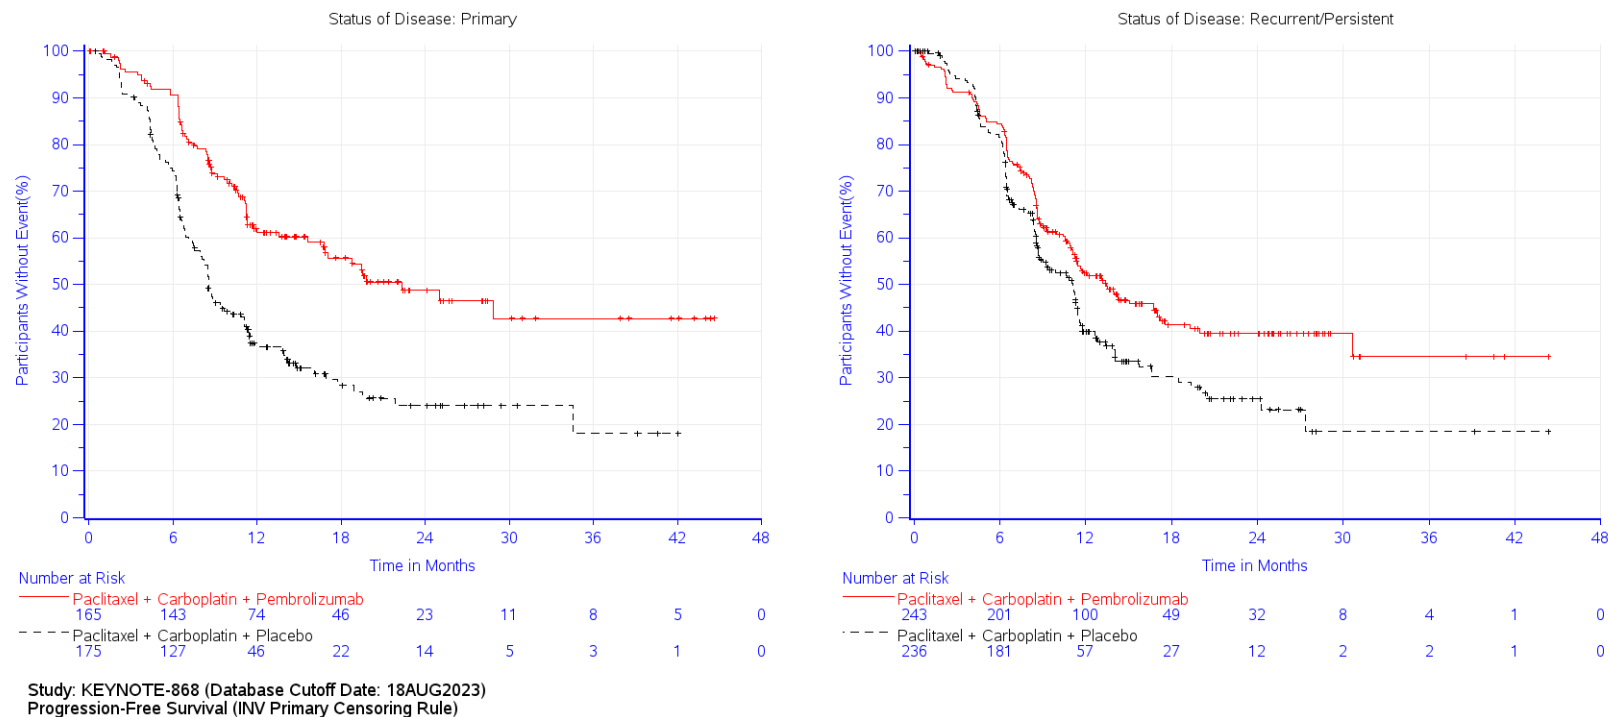 Status of Disease: Primary
100
90
80
70
60
50
40
30
20
10
0
Participants Without Event(%)
0 6 12 18 24 30 36 42 48
Time in Months
Number at Risk
Paclitaxel + Carboplatin + Pembrolizumab
165 143 74 46 23 11 8 5 0
Paclitaxel + Carboplatin + Placebo
175 127 46 22 14 5 3 1 0
Status of Disease: Recurrent/Persistent
100
90
80
70
60
50
40
30
20
10
0
Participants Without Event(%)
0 6 12 18 24 30 36 42 48
Time in Months
Number at Risk
Paclitaxel + Carboplatin + Pembrolizumab
243 201 100 49 32 8 4 1 0
Paclitaxel + Carboplatin + Placebo
236 181 57 27 12 2 2 1 0
Study: KEYNOTE-868 (Database Cutoff Date: 18AUG2023)
Progression-Free Survival (INV Primary Censoring Rule)